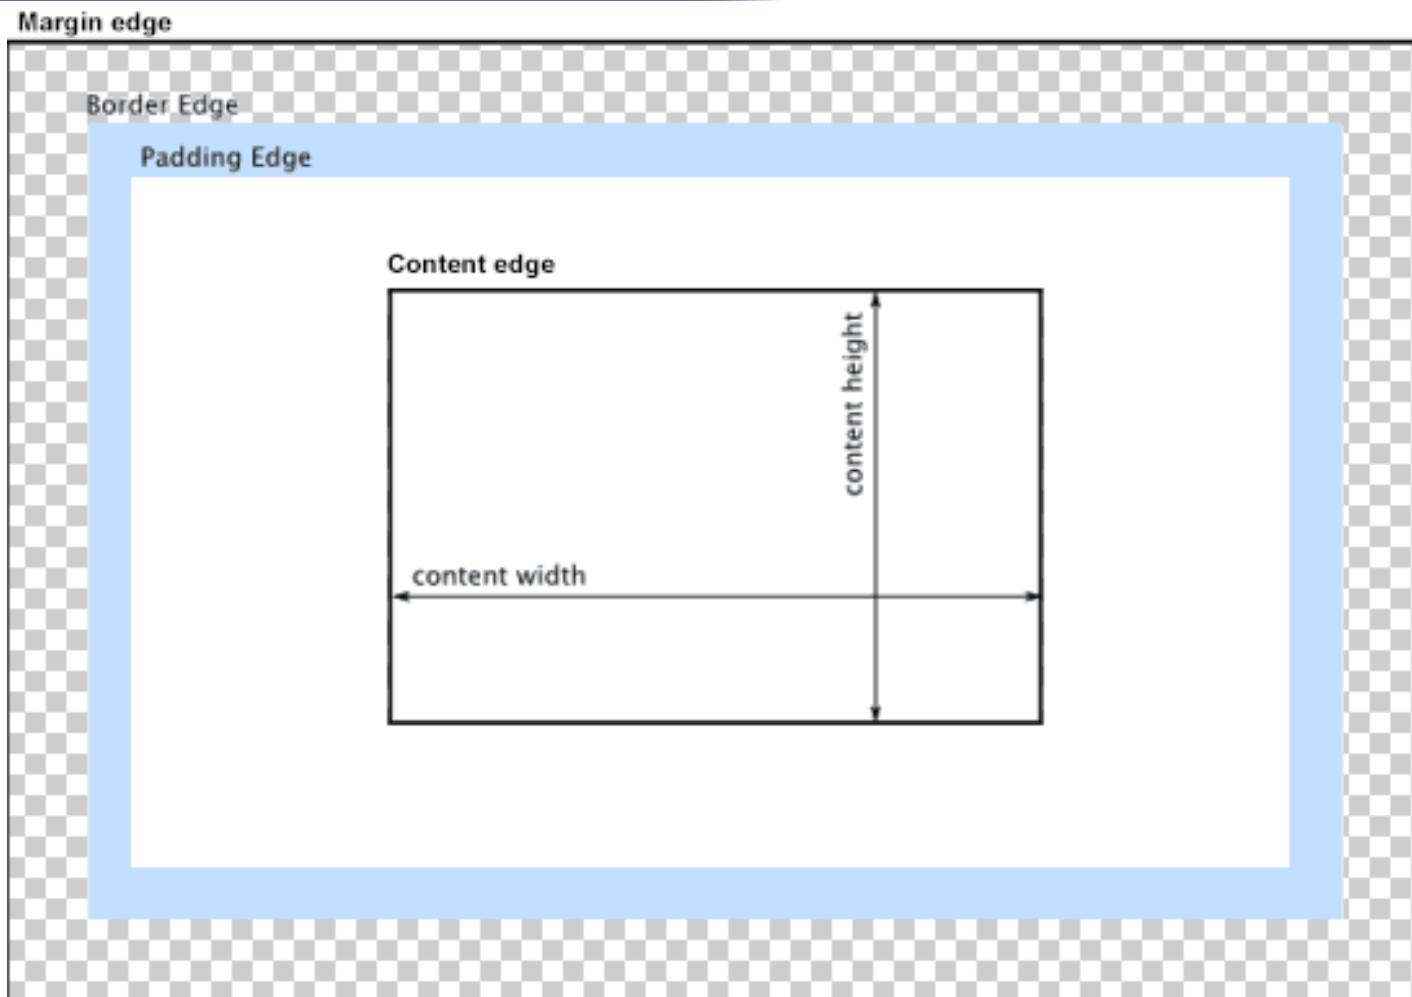 Margin edge
Border Edge
Padding Edge
Content edge
content height
content width